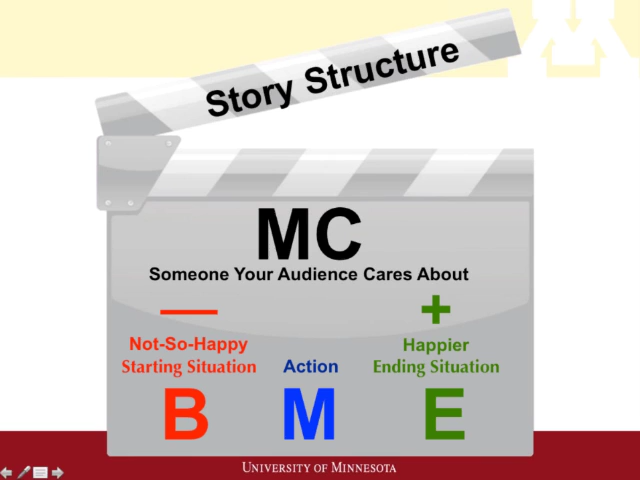 Story Structure
MC
Someone Your Audience Cares About
— +
Not-So-Happy Happier
Starting Situation Action Ending Situation
B M E
UNIVERSITY OF MINNESOTA